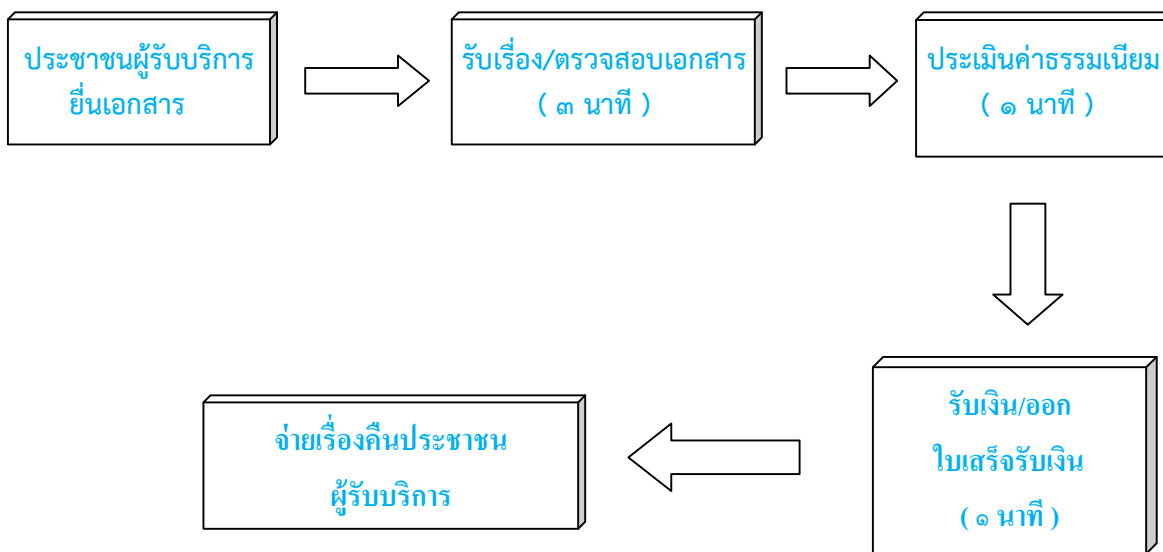 ประชาชนผู้รับบริการ
ยื่นเอกสาร
รับเรื่อง/ตรวจสอบเอกสาร
( ๓ นาที )
ประเมินค่าธรรมเนียม
( ๑ นาที )
รับเงิน/ออก
ใบเสร็จรับเงิน
( ๑ นาที )
จ่ายเรื่องคืนประชาชน
ผู้รับบริการ